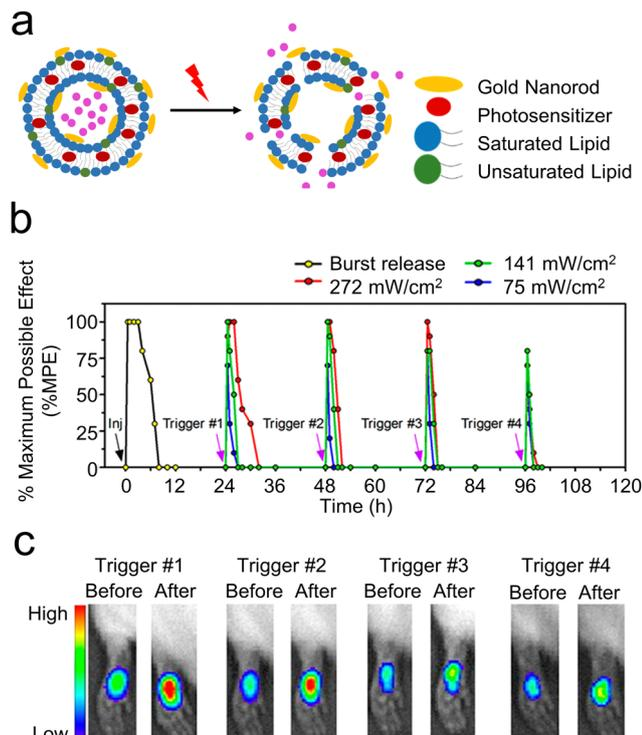 a
Gold Nanorod
Photosensitizer
Saturated Lipid
Unsaturated Lipid
b
Burst release
141 mW/cm²
272 mW/cm²
75 mW/cm²
% Maximum Possible Effect
(%MPE)
100
75
50
25
0
Inj
Trigger #1
Trigger #2
Trigger #3
Trigger #4
0 12 24 36 48 60 72 84 96 108 120
Time (h)
c
Trigger #1 Trigger #2 Trigger #3 Trigger #4
Before After Before After Before After Before After
High
Low